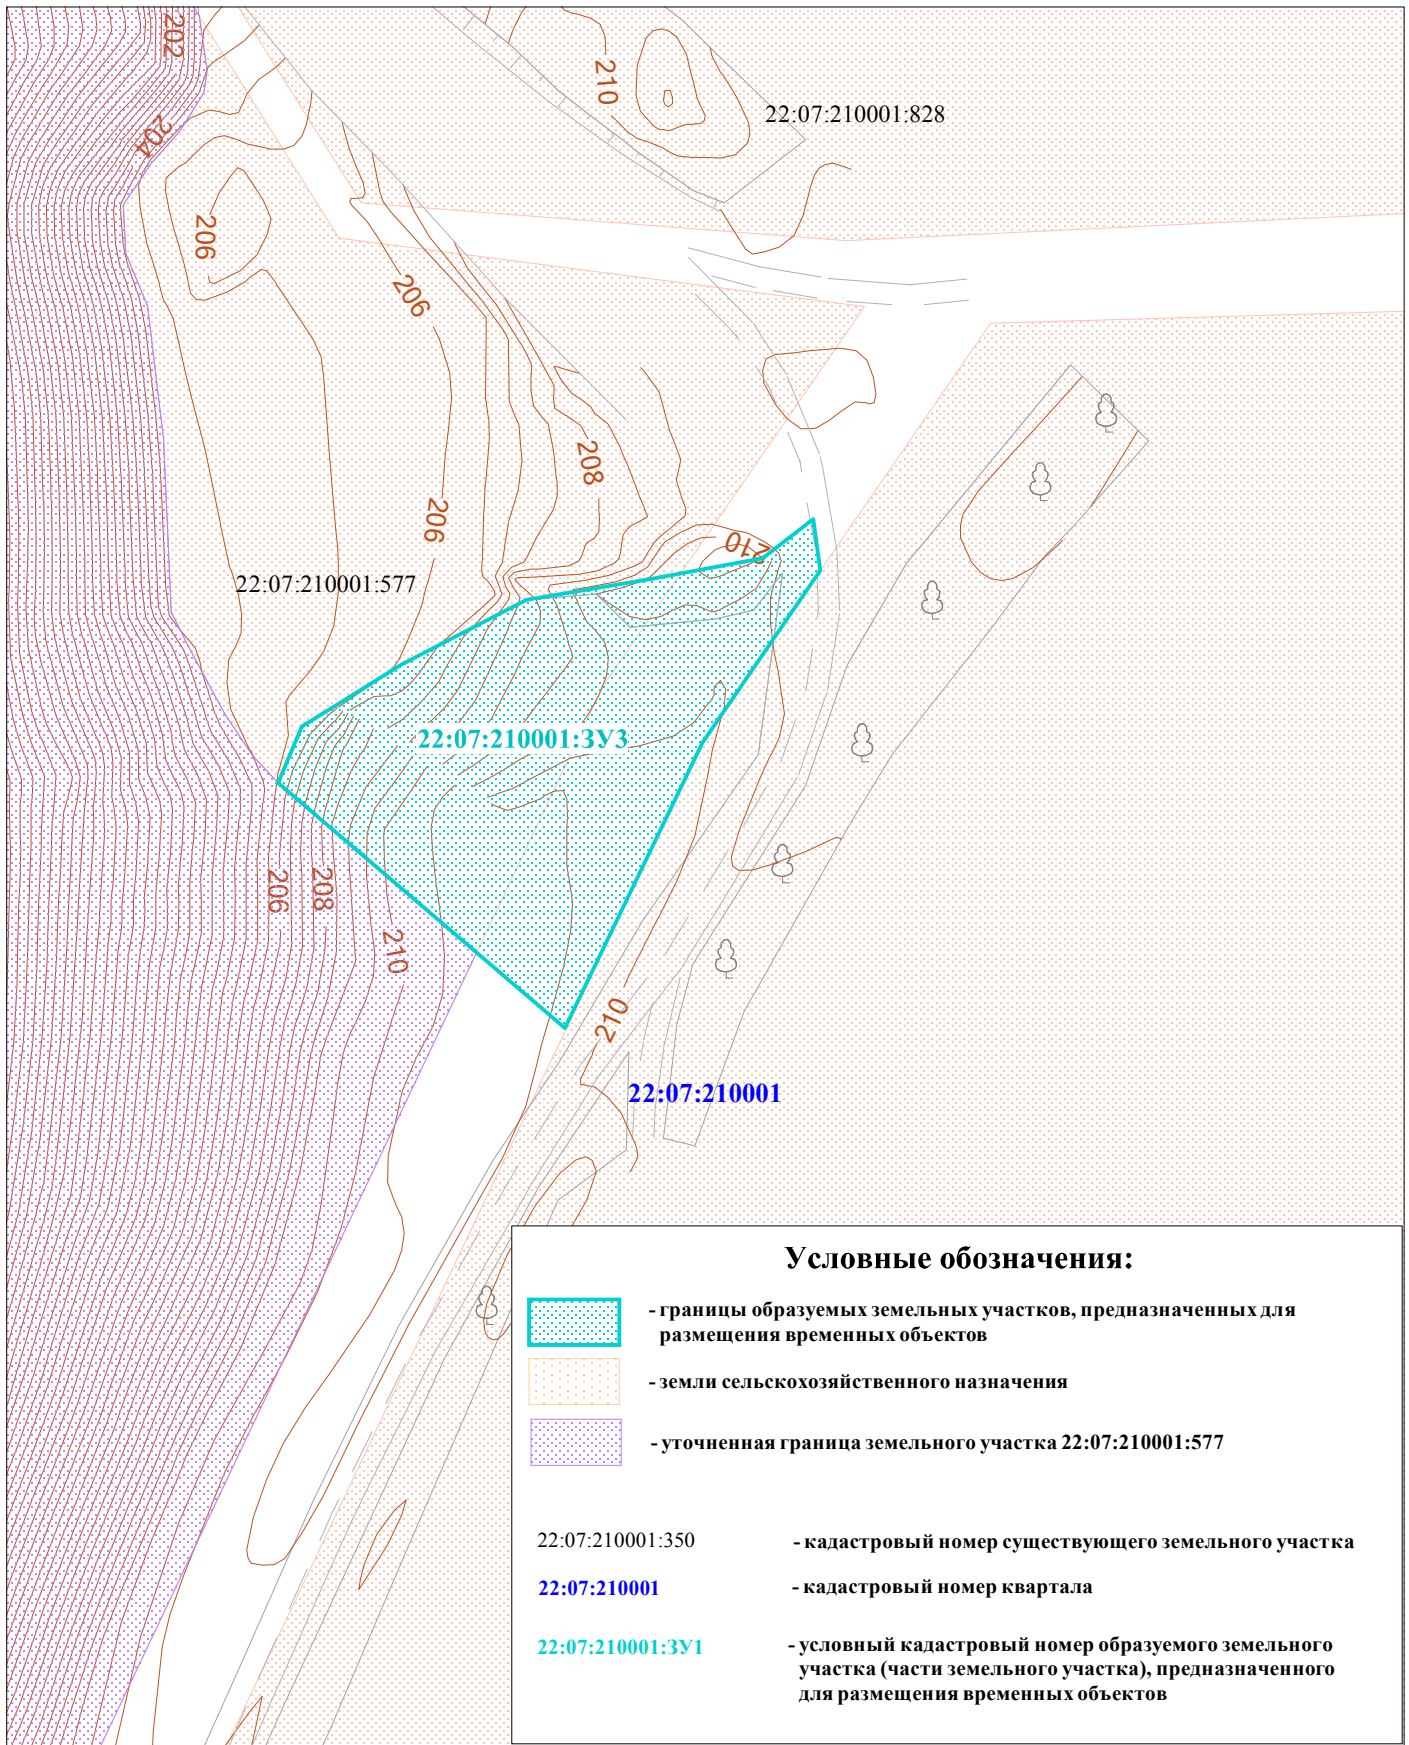 202
210
22:07:210001:828
204
206
206
208
206
210
22:07:210001:577
22:07:210001:ЗУ3
206
208
210
210
22:07:210001
Условные обозначения:
- границы образуемых земельных участков, предназначенных для
размещения временных объектов
- земли сельскохозяйственного назначения
- уточненная граница земельного участка 22:07:210001:577
22:07:210001:350 - кадастровый номер существующего земельного участка
22:07:210001 - кадастровый номер квартала
22:07:210001:ЗУ1 - условный кадастровый номер образуемого земельного
участка (части земельного участка), предназначенного
для размещения временных объектов